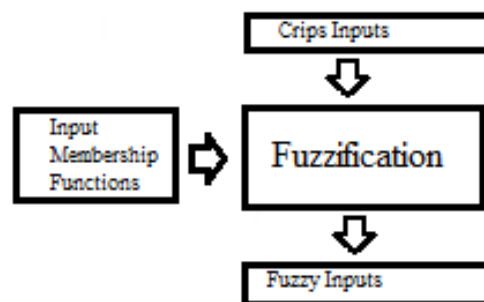 Crips Inputs
Input
Membership
Functions
Fuzzification
Fuzzy Inputs